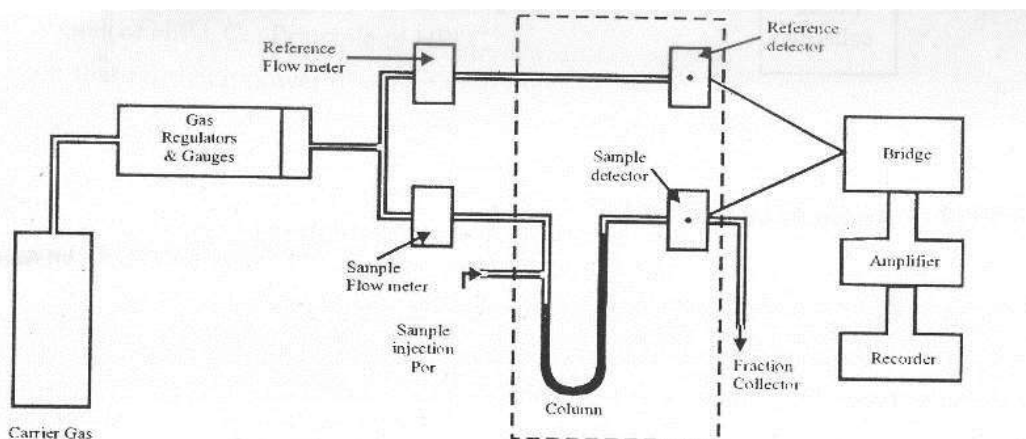 Reference
Flow meter
Reference
detector
Gas
Regulators
& Gauges
Bridge
Sample
detector
Sample
Flow meter
Amplifier
Sample
injection
Por
Fraction
Collector
Recorder
Column
Carrier Gas